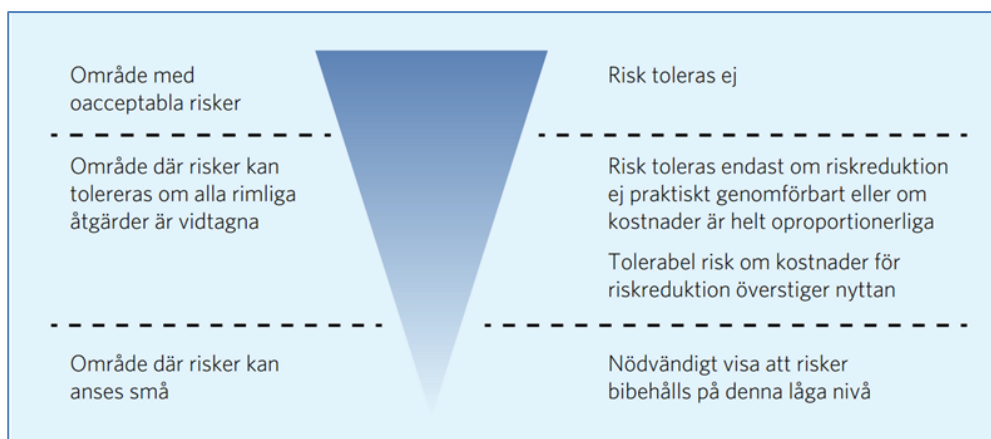 Område med
oacceptabla risker
Risk toleras ej
Område där risker kan
tolereras om alla rimliga
åtgärder är vidtagna
Risk toleras endast om riskreduktion
ej praktiskt genomförbart eller om
kostnader är helt oproportionerliga
Tolerabel risk om kostnader för
riskreduktion överstiger nyttan
Område där risker kan
anses små
Nödvändigt visa att risker
bibehålls på denna låga nivå